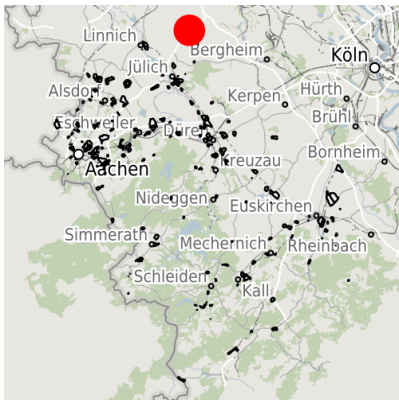 Linnich
Bergheim
Köln
Jülich
Alsdorf
Kerpen
Hürth
Brühl
Eschweiler
Düre
Bornheim
Aachen
Kreuzau
Nideggen
Euskirchen
Simmerath
Mechernich
Rheinbach
Schleiden
Kall